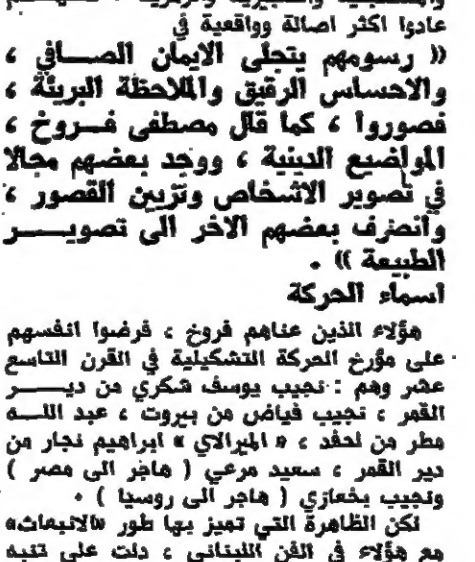 عادوا اكثر اصالة وواقعية في
(( رسومهم يتحلى الايمان الصافي ،
والاحساس الرقيق والملاحظة البريئة ،
فصوروا ، كما قال مصطفى فروخ ،
المواضيع الدينية ، ووجد بعضهم مجالا
في تصوير الاشخاص وتزيين القصور ،
وانصرف بعضهم الاخر الى تصوير
الطبيعة )) .
اسماء الحركة
هؤلاء الذين عناهم فروخ ، فرضوا انفسهم
على مؤرخ الحركة التشكيلية في القرن التاسع
عشر وهم : نجيب يوسف شكري من دير
القمر ، نجيب فياض من بيروت ، عبد الله
مطر من لحفد ، « الميرالاي » ابراهيم نجار من
دير القمر ، سعيد مرعي ( هاجر الى مصر )
ونجيب بخعازي ( هاجر الى روسيا ) .
لكن الظاهرة التي تميز بها طور «الانبعاث»
مع هؤلاء في الفن اللبناني ، دلت على تنبه